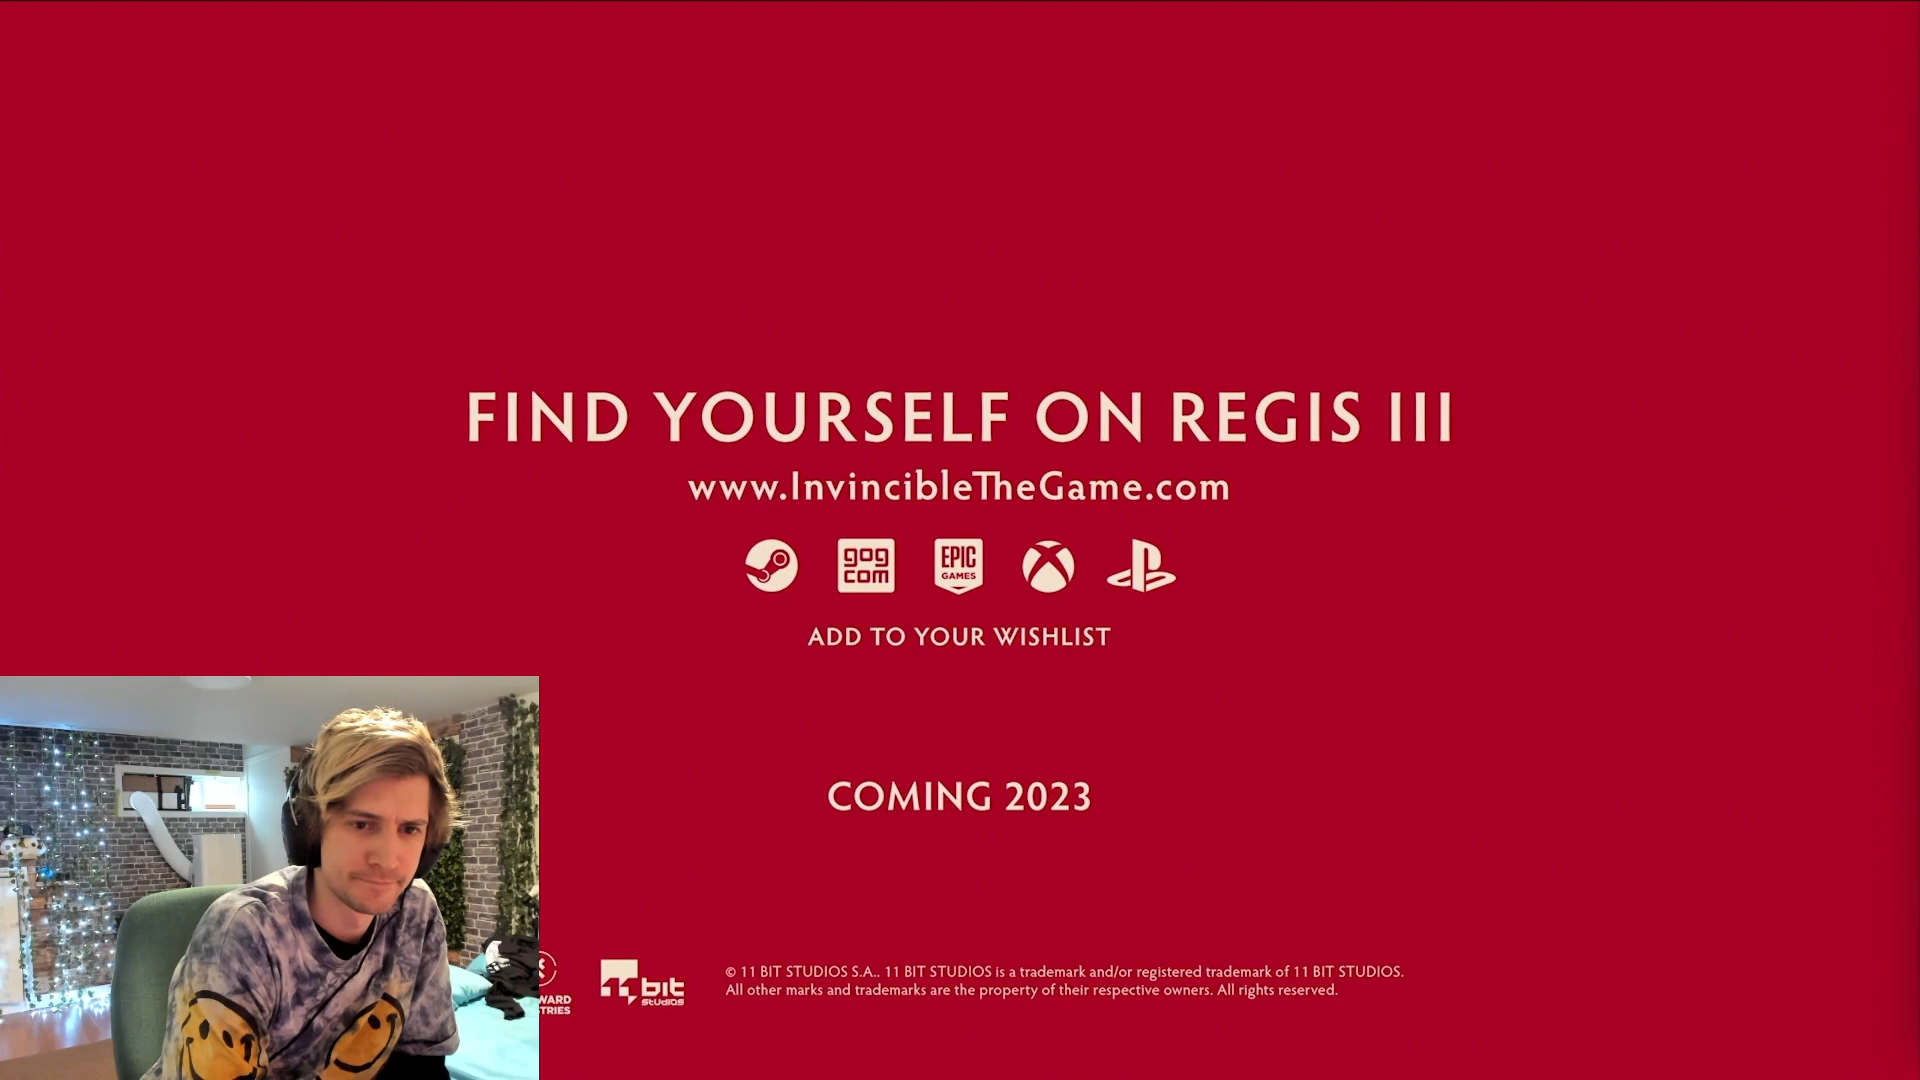 FIND YOURSELF ON REGIS III
www.InvincibleTheGame.com
gog
com
EPIC
GAMES
ADD TO YOUR WISHLIST
COMING 2023
WARD
TRIES
11 bit
studios
© 11 BIT STUDIOS S.A.. 11 BIT STUDIOS is a trademark and/or registered trademark of 11 BIT STUDIOS.
All other marks and trademarks are the property of their respective owners. All rights reserved.